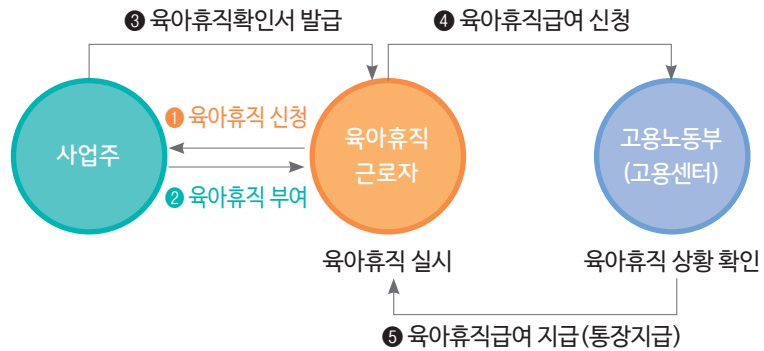 ❸ 육아휴직확인서 발급
❹ 육아휴직급여 신청
사업주
❶ 육아휴직 신청
❷ 육아휴직 부여
육아휴직
근로자
고용노동부
(고용센터)
육아휴직 실시
육아휴직 상황 확인
❺ 육아휴직급여 지급(통장지급)